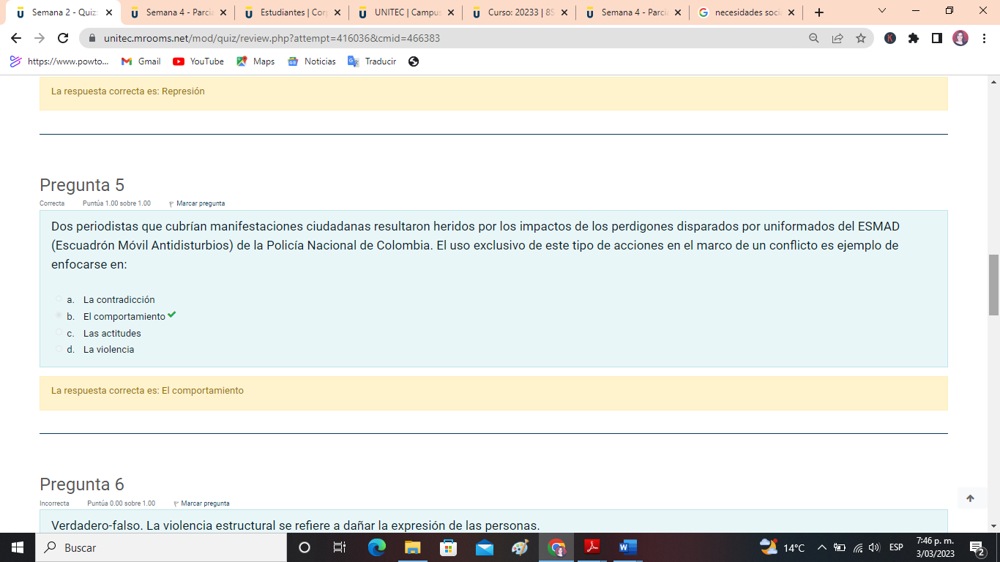 Semana 2 - Quiz:
Semana 4 - Parcia
Estudiantes | Corp
UNITEC | Campus
Curso: 20233 | 8S
Semana 4 - Parcia
necesidades socia
unitec.mrooms.net/mod/quiz/review.php?attempt=416036&cmid=466383
https://www.powto...
Gmail
YouTube
Maps
Noticias
Traducir
La respuesta correcta es: Represión
Pregunta 5
Correcta Puntúa 1.00 sobre 1.00 Marcar pregunta
Dos periodistas que cubrían manifestaciones ciudadanas resultaron heridos por los impactos de los perdigones disparados por uniformados del ESMAD
(Escuadrón Móvil Antidisturbios) de la Policía Nacional de Colombia. El uso exclusivo de este tipo de acciones en el marco de un conflicto es ejemplo de
enfocarse en:
a. La contradicción
b. El comportamiento
c. Las actitudes
d. La violencia
La respuesta correcta es: El comportamiento
Pregunta 6
Incorrecta Puntúa 0.00 sobre 1.00 Marcar pregunta
Verdadero-falso. La violencia estructural se refiere a dañar la expresión de las personas.
Buscar
14°C
ESP
7:46 p. m.
3/03/2023
2